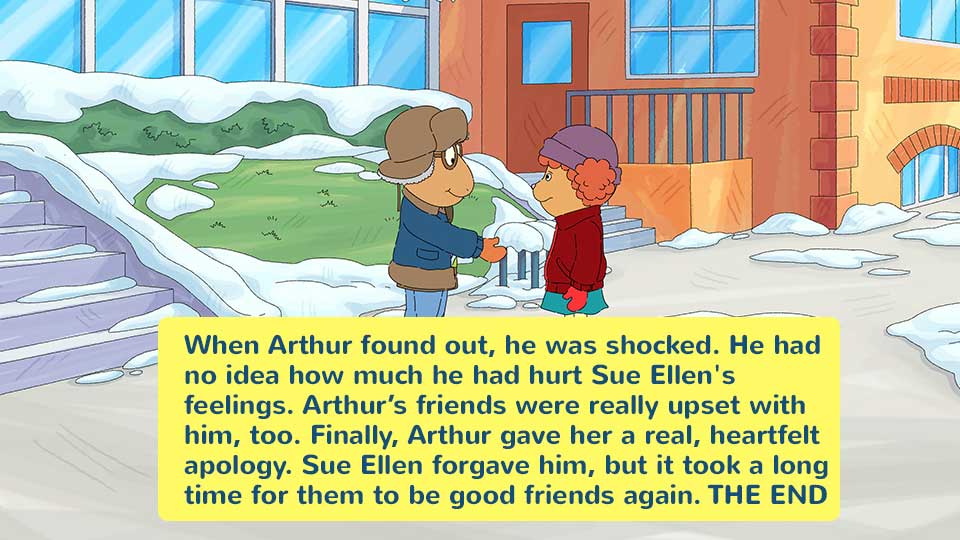 When Arthur found out, he was shocked. He had
no idea how much he had hurt Sue Ellen's
feelings. Arthur’s friends were really upset with
him, too. Finally, Arthur gave her a real, heartfelt
apology. Sue Ellen forgave him, but it took a long
time for them to be good friends again. THE END